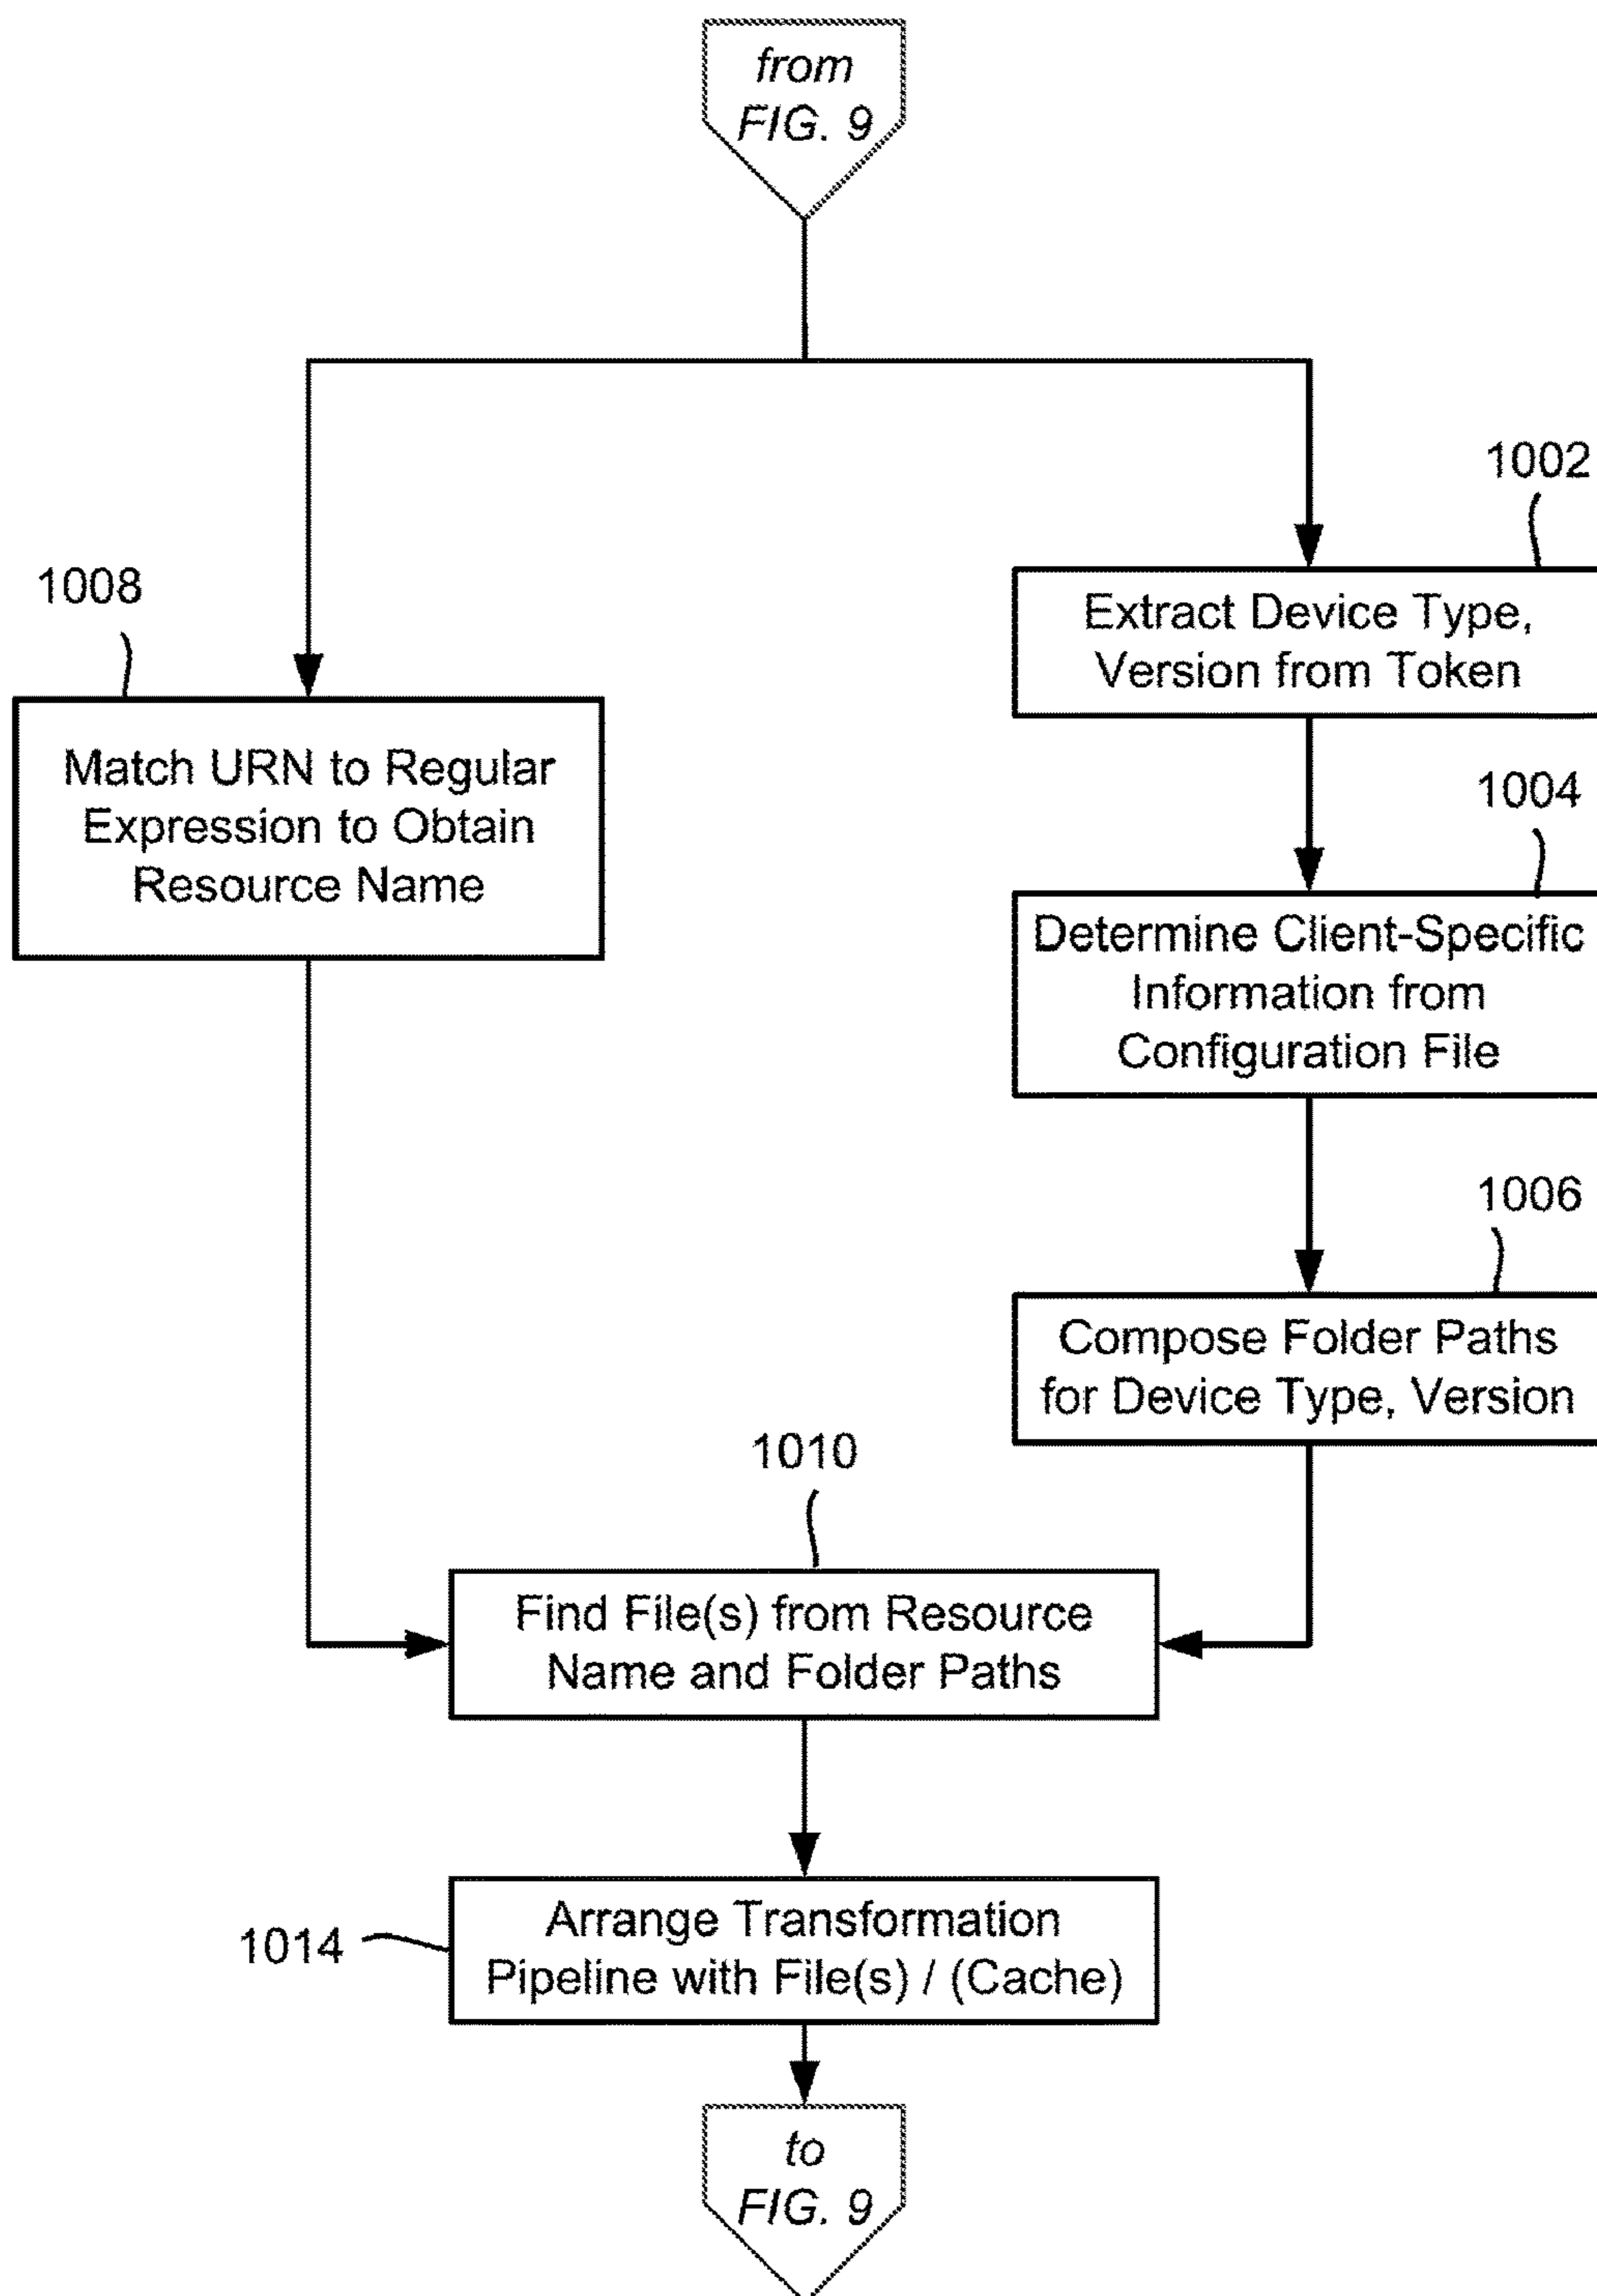 from
FIG. 9
1002
Extract Device Type,
Version from Token
1008
Match URN to Regular
Expression to Obtain
Resource Name
1004
Determine Client-Specific
Information from
Configuration File
1006
Compose Folder Paths
for Device Type, Version
1010
Find File(s) from Resource
Name and Folder Paths
1014
Arrange Transformation
Pipeline with File(s) / (Cache)
to
FIG. 9